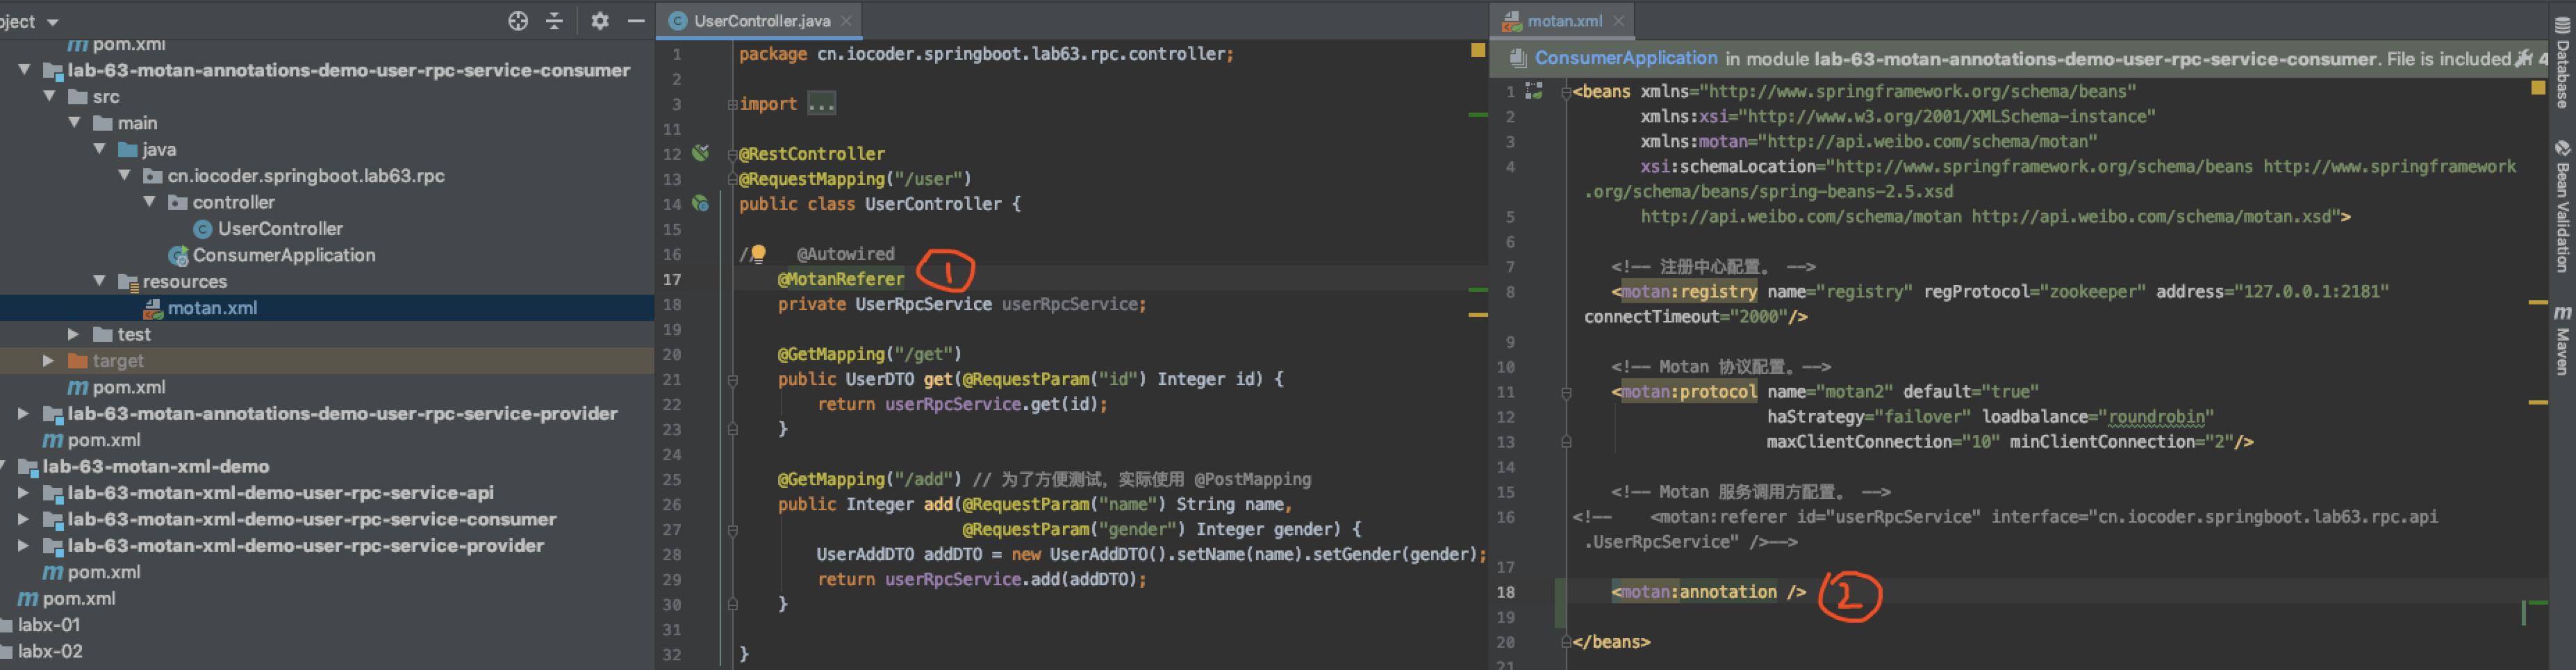 oject
pom.xml
lab-63-motan-annotations-demo-user-rpc-service-consumer
src
main
java
cn.iocoder.springboot.lab63.rpc
controller
UserController
ConsumerApplication
resources
motan.xml
test
target
pom.xml
lab-63-motan-annotations-demo-user-rpc-service-provider
pom.xml
lab-63-motan-xml-demo
lab-63-motan-xml-demo-user-rpc-service-api
lab-63-motan-xml-demo-user-rpc-service-consumer
lab-63-motan-xml-demo-user-rpc-service-provider
pom.xml
pom.xml
labx-01
labx-02
UserController.java
1 package cn.iocoder.springboot.lab63.rpc.controller;
2
3 import ...
11
12 @RestController
13 @RequestMapping("/user")
14 public class UserController {
15
16 // @Autowired
17 @MotanReferer 1
18 private UserRpcService userRpcService;
19
20 @GetMapping("/get")
21 public UserDTO get(@RequestParam("id") Integer id) {
22 return userRpcService.get(id);
23 }
24
25 @GetMapping("/add") // 为了方便测试，实际使用 @PostMapping
26 public Integer add(@RequestParam("name") String name,
27 @RequestParam("gender") Integer gender) {
28 UserAddDTO addDTO = new UserAddDTO().setName(name).setGender(gender);
29 return userRpcService.add(addDTO);
30 }
31
32 }
motan.xml
ConsumerApplication in module lab-63-motan-annotations-demo-user-rpc-service-consumer. File is included 4
1 <beans xmlns="http://www.springframework.org/schema/beans"
2 xmlns:xsi="http://www.w3.org/2001/XMLSchema-instance"
3 xmlns:motan="http://api.weibo.com/schema/motan"
4 xsi:schemaLocation="http://www.springframework.org/schema/beans http://www.springframework
.org/schema/beans/spring-beans-2.5.xsd
5 http://api.weibo.com/schema/motan http://api.weibo.com/schema/motan.xsd">
6
7 <!-- 注册中心配置。 -->
8 <motan:registry name="registry" regProtocol="zookeeper" address="127.0.0.1:2181"
connectTimeout="2000"/>
9
10 <!-- Motan 协议配置。-->
11 <motan:protocol name="motan2" default="true"
12 haStrategy="failover" loadbalance="roundrobin"
13 maxClientConnection="10" minClientConnection="2"/>
14
15 <!-- Motan 服务调用方配置。 -->
16 <!-- <motan:referer id="userRpcService" interface="cn.iocoder.springboot.lab63.rpc.api
.UserRpcService" />-->
17
18 <motan:annotation /> 2
19
20 </beans>
21
Database
Bean Validation
Maven